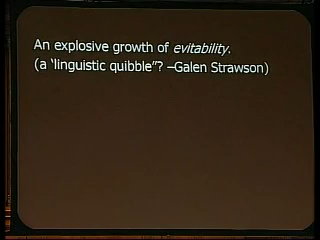 An explosive growth of evitability.
(a ‘linguistic quibble”? –Galen Strawson)